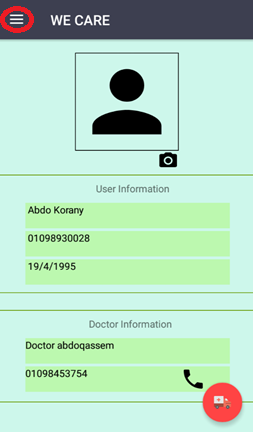 WE CARE
User Information
Abdo Korany
01098930028
19/4/1995
Doctor Information
Doctor abdoqassem
01098453754